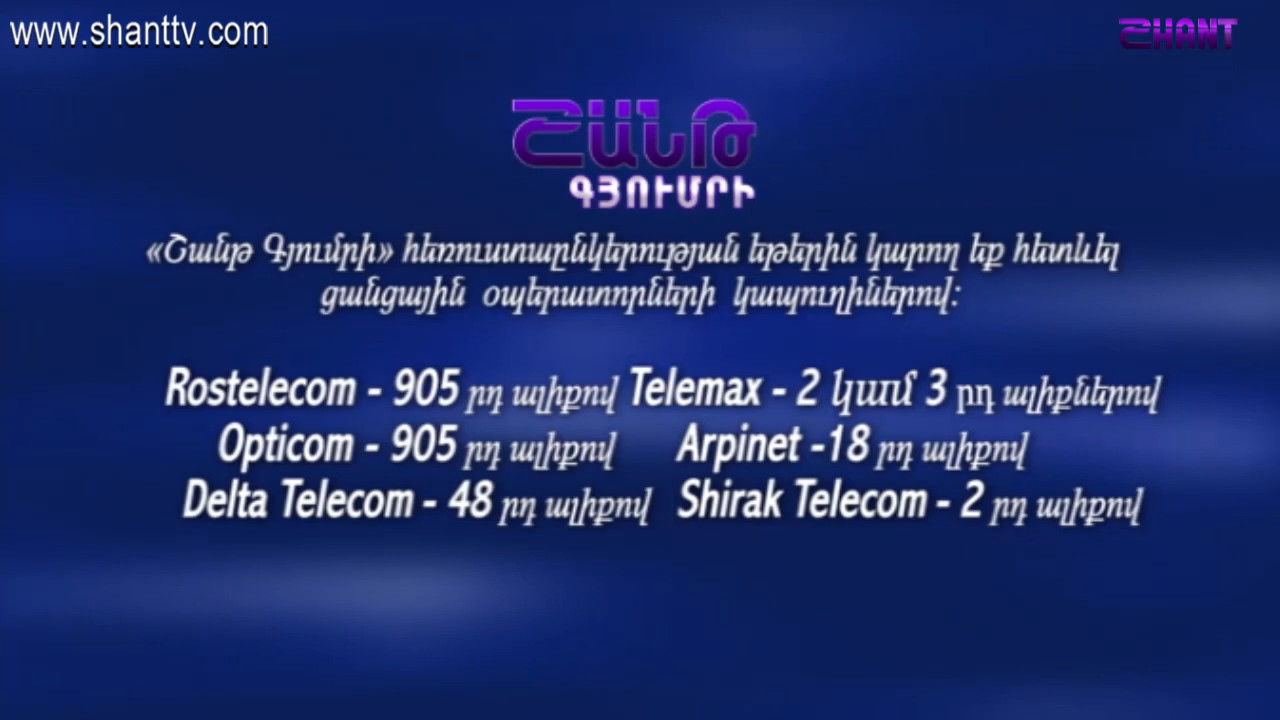 www.shanttv.com
SHANT
ՇԱՆԹ
ԳՅՈՒՄՐԻ
«Շանթ Գյումրի» հեռուստաընկերության եթերին կարող եք հետևել
ցանցային օպերատորների կապուղիներով:
Rostelecom - 905 րդ ալիքով Telemax - 2 կամ 3 րդ ալիքներով
Opticom - 905 րդ ալիքով Arpinet -18 րդ ալիքով
Delta Telecom - 48 րդ ալիքով Shirak Telecom - 2 րդ ալիքով